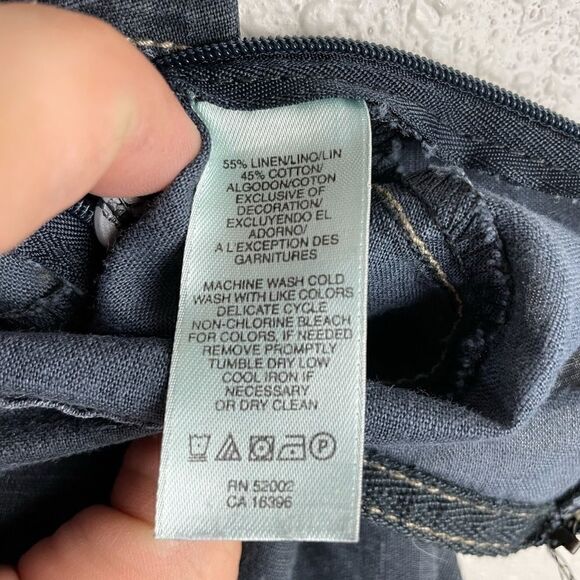 55% LINEN/LINO/LIN
45% COTTON/
ALGODON/COTON
EXCLUSIVE OF
DECORATION/
EXCLUYENDO EL
ADORNO/
A L'EXCEPTION DES
GARNITURES
MACHINE WASH COLD
WASH WITH LIKE COLORS
DELICATE CYCLE
NON-CHLORINE BLEACH
FOR COLORS, IF NEEDED
REMOVE PROMPTLY
TUMBLE DRY LOW
COOL IRON IF
NECESSARY
OR DRY CLEAN
P
RN 52002
CA 16396